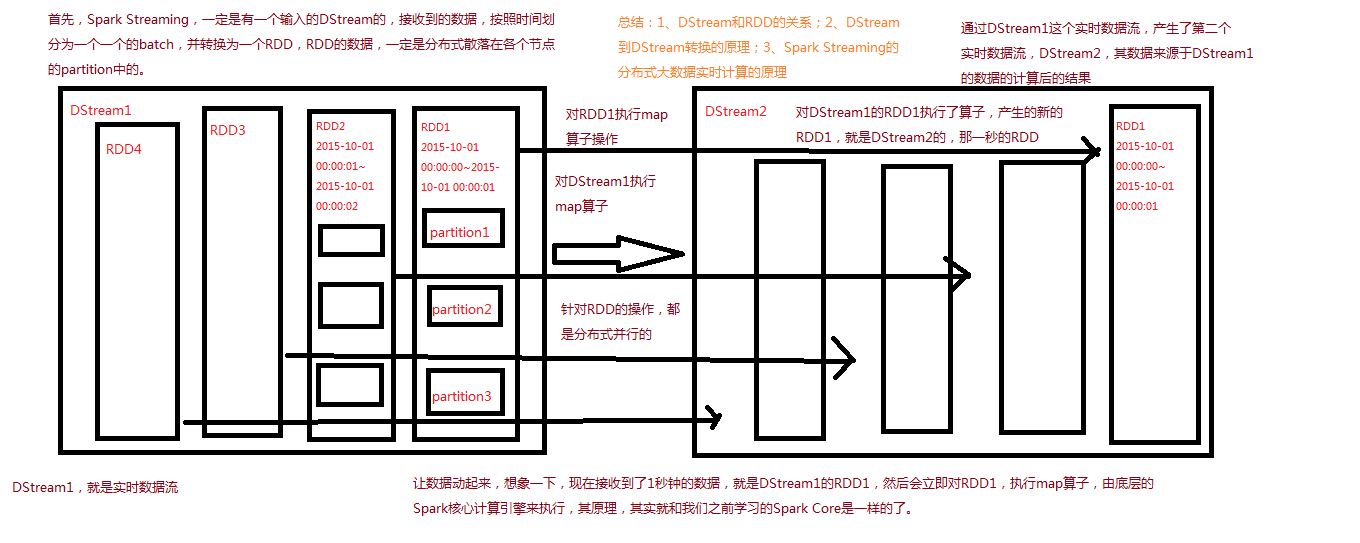 首先，Spark Streaming，一定是有一个输入的DStream的，接收到的数据，按照时间划
分为一个一个的batch，并转换为一个RDD，RDD的数据，一定是分布式散落在各个节点
的partition中的。
总结：1、DStream和RDD的关系；2、DStream
到DStream转换的原理；3、Spark Streaming的
分布式大数据实时计算的原理
通过DStream1这个实时数据流，产生了第二个
实时数据流，DStream2，其数据来源于DStream1
的数据的计算后的结果
DStream1
RDD4
RDD3
RDD2
2015-10-01
00:00:01~
2015-10-01
00:00:02
RDD1
2015-10-01
00:00:00~2015-
10-01 00:00:01
partition1
partition2
partition3
对RDD1执行map
算子操作
对DStream1执行
map算子
针对RDD的操作，都
是分布式并行的
DStream2
对DStream1的RDD1执行了算子，产生的新的
RDD1，就是DStream2的，那一秒的RDD
RDD1
2015-10-01
00:00:00~
2015-10-01
00:00:01
DStream1，就是实时数据流
让数据动起来，想象一下，现在接收到了1秒钟的数据，就是DStream1的RDD1，然后会立即对RDD1，执行map算子，由底层的
Spark核心计算引擎来执行，其原理，其实就和我们之前学习的Spark Core是一样的了。